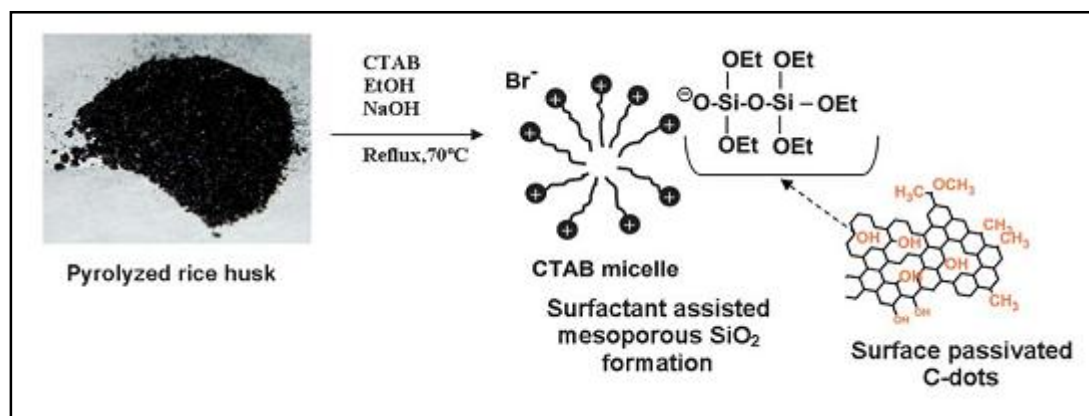 Pyrolyzed rice husk
CTAB
EtOH
NaOH
Reflux,70°C
Br⁻
CTAB micelle
Surfactant assisted
mesoporous SiO₂
formation
OEt OEt
⊖O-Si-O-Si-OEt
OEt OEt
H₃C OCH₃
OH OH CH₃ CH₃
OH OH
CH₃
OH OH
Surface passivated
C-dots